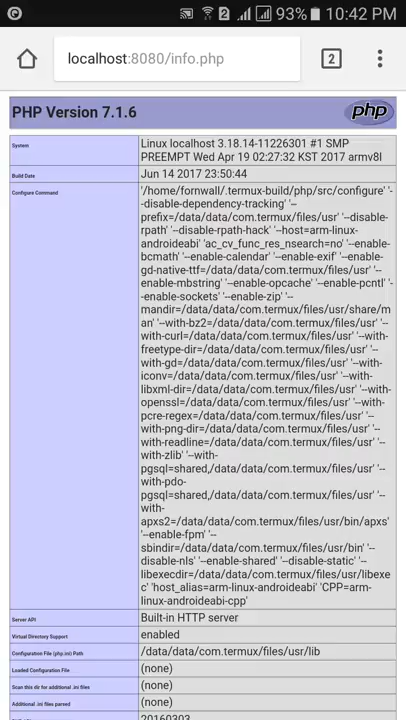 2 93% 10:42 PM
localhost:8080/info.php
2
PHP Version 7.1.6
php
System
Linux localhost 3.18.14-11226301 #1 SMP
PREEMPT Wed Apr 19 02:27:32 KST 2017 armv8l
Build Date
Jun 14 2017 23:50:44
Configure Command
'/home/fornwall/.termux-build/php/src/configure' '-
-disable-dependency-tracking' '--
prefix=/data/data/com.termux/files/usr' '--disable-
rpath' '--disable-rpath-hack' '--host=arm-linux-
androideabi' 'ac_cv_func_res_nsearch=no' '--enable-
bcmath' '--enable-calendar' '--enable-exif' '--enable-
gd-native-ttf=/data/data/com.termux/files/usr' '--
enable-mbstring' '--enable-opcache' '--enable-pcntl' '-
-enable-sockets' '--enable-zip' '--
mandir=/data/data/com.termux/files/usr/share/m
an' '--with-bz2=/data/data/com.termux/files/usr' '--
with-curl=/data/data/com.termux/files/usr' '--with-
freetype-dir=/data/data/com.termux/files/usr' '--
with-gd=/data/data/com.termux/files/usr' '--with-
iconv=/data/data/com.termux/files/usr' '--with-
libxml-dir=/data/data/com.termux/files/usr' '--with-
openssl=/data/data/com.termux/files/usr' '--with-
pcre-regex=/data/data/com.termux/files/usr' '--
with-png-dir=/data/data/com.termux/files/usr' '--
with-readline=/data/data/com.termux/files/usr' '--
with-zlib' '--with-
pgsql=shared,/data/data/com.termux/files/usr' '--
with-pdo-
pgsql=shared,/data/data/com.termux/files/usr' '--
with-
apxs2=/data/data/com.termux/files/usr/bin/apxs'
'--enable-fpm' '--
sbindir=/data/data/com.termux/files/usr/bin' '--
disable-nls' '--enable-shared' '--disable-static' '--
libexecdir=/data/data/com.termux/files/usr/libexe
c' 'host_alias=arm-linux-androideabi' 'CPP=arm-
linux-androideabi-cpp'
Server API
Built-in HTTP server
Virtual Directory Support
enabled
Configuration File (php.ini) Path
/data/data/com.termux/files/usr/lib
Loaded Configuration File
(none)
Scan this dir for additional .ini files
(none)
Additional .ini files parsed
(none)
20160303